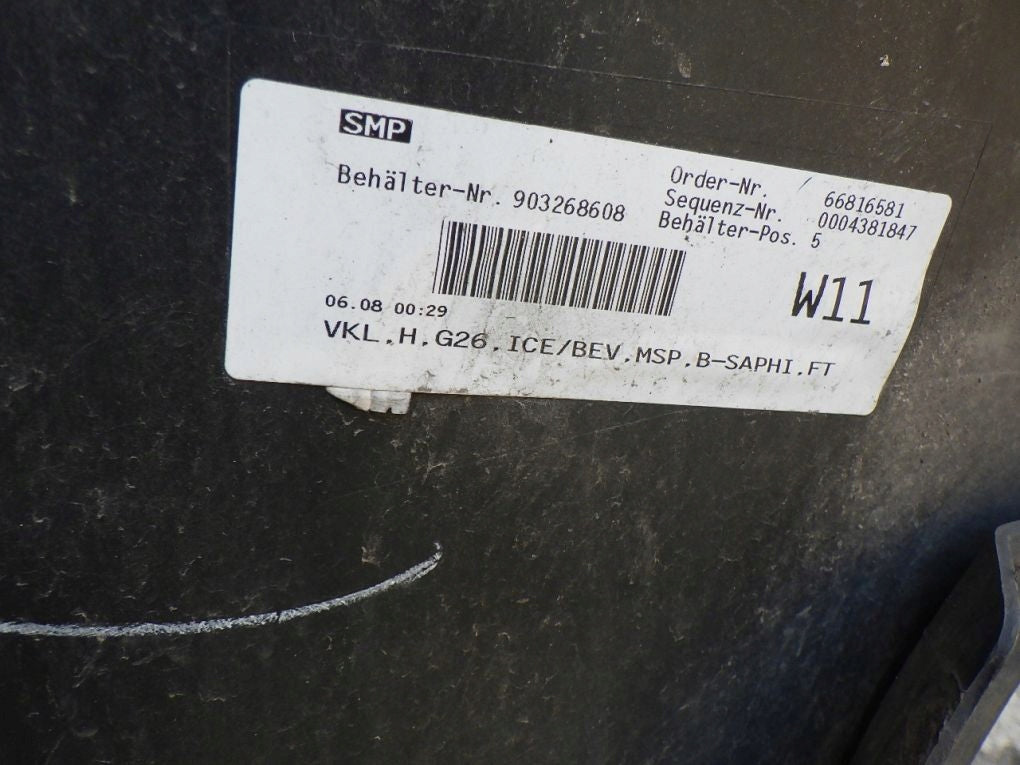 SMP
Behälter-Nr. 903268608
Order-Nr. 66816581
Sequenz-Nr. 0004381847
Behälter-Pos. 5
W11
06.08 00:29
VKL.H.G26.ICE/BEV.MSP.B-SAPHI.FT